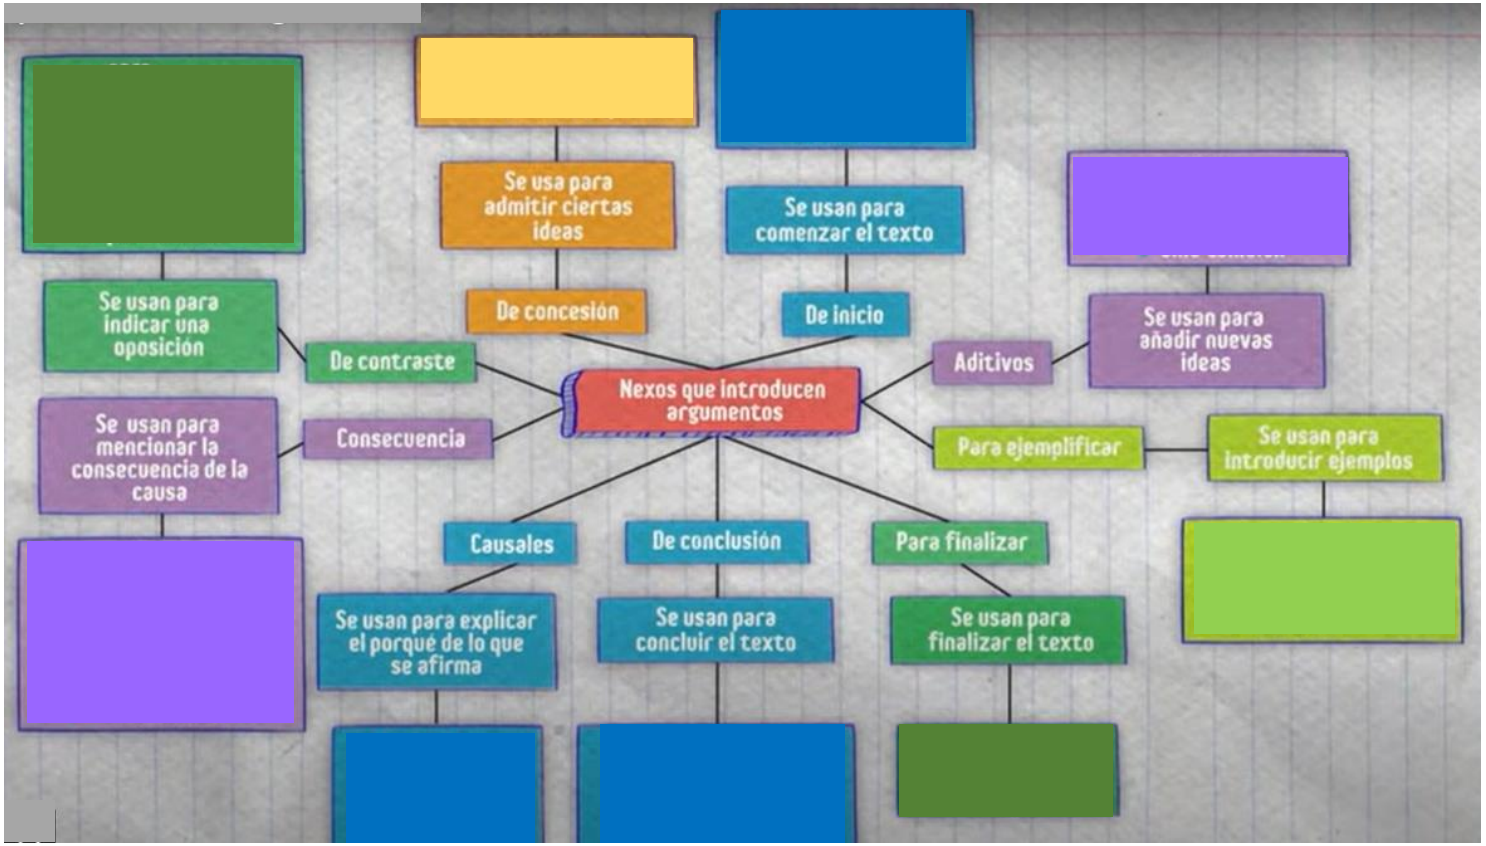 Se usa para
admitir ciertas
ideas
Se usan para
comenzar el texto
Se usan para
indicar una
oposición
De concesión
De inicio
Se usan para
añadir nuevas
ideas
De contraste
Aditivos
Nexos que introducen
argumentos
Se usan para
mencionar la
consecuencia de la
causa
Consecuencia
Para ejemplificar
Se usan para
introducir ejemplos
Causales
De conclusión
Para finalizar
Se usan para explicar
el porqué de lo que
se afirma
Se usan para
concluir el texto
Se usan para
finalizar el texto